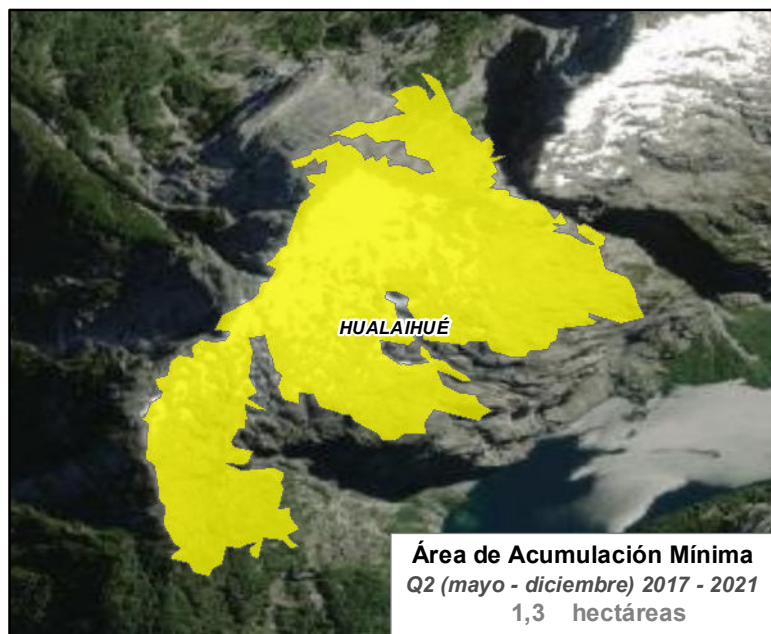 HUALAIHUÉ
Área de Acumulación Mínima
Q2 (mayo - diciembre) 2017 - 2021
1,3 hectáreas